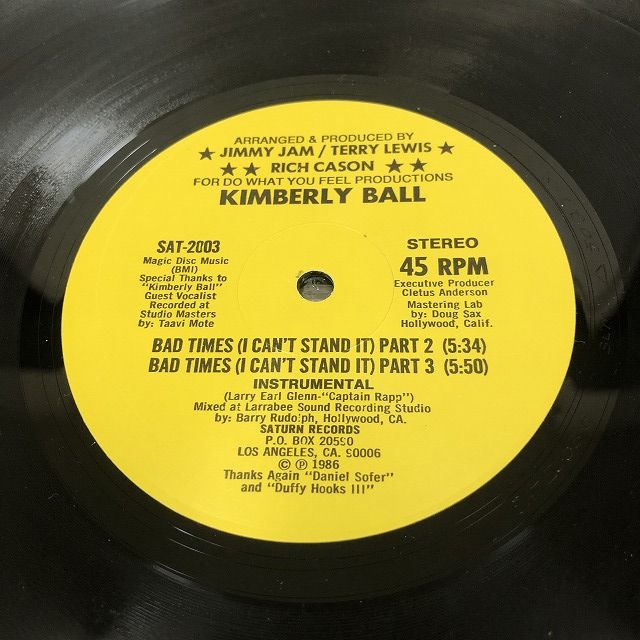 ARRANGED & PRODUCED BY
★ JIMMY JAM / TERRY LEWIS ★
★ ★ RICH CASON ★ ★
FOR DO WHAT YOU FEEL PRODUCTIONS
KIMBERLY BALL
SAT-2003
Magic Disc Music
(BMI)
Special Thanks to
"Kimberly Ball"
Guest Vocalist
Recorded at
Studio Masters
by: Taavi Mote
STEREO
45 RPM
Executive Producer
Cletus Anderson
Mastering Lab
by: Doug Sax
Hollywood, Calif.
BAD TIMES (I CAN'T STAND IT) PART 2 (5:34)
BAD TIMES (I CAN'T STAND IT) PART 3 (5:50)
INSTRUMENTAL
(Larry Earl Glenn-"Captain Rapp")
Mixed at Larrabee Sound Recording Studio
by: Barry Rudolph, Hollywood, CA.
SATURN RECORDS
P.O. BOX 20590
LOS ANGELES, CA. 90006
© ℗ 1986
Thanks Again "Daniel Sofer"
and "Duffy Hooks III"